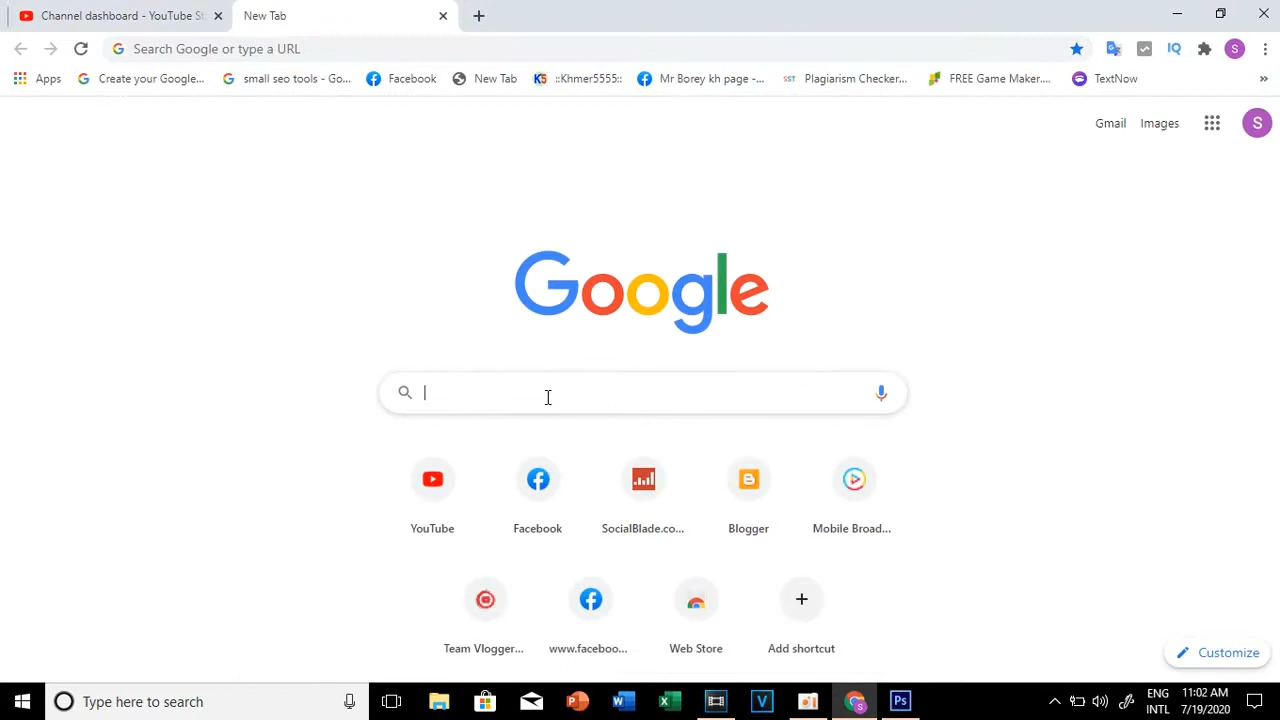 Channel dashboard - YouTube St
New Tab
Search Google or type a URL
Apps
Create your Google...
small seo tools - Go...
Facebook
New Tab
::Khmer5555::
Mr Borey kh page -...
Plagiarism Checker...
FREE Game Maker....
TextNow
Gmail
Images
S
Google
YouTube
Facebook
SocialBlade.co...
Blogger
Mobile Broad...
Team Vlogger...
www.faceboo...
Web Store
Add shortcut
Customize
Type here to search
ENG
INTL
11:02 AM
7/19/2020